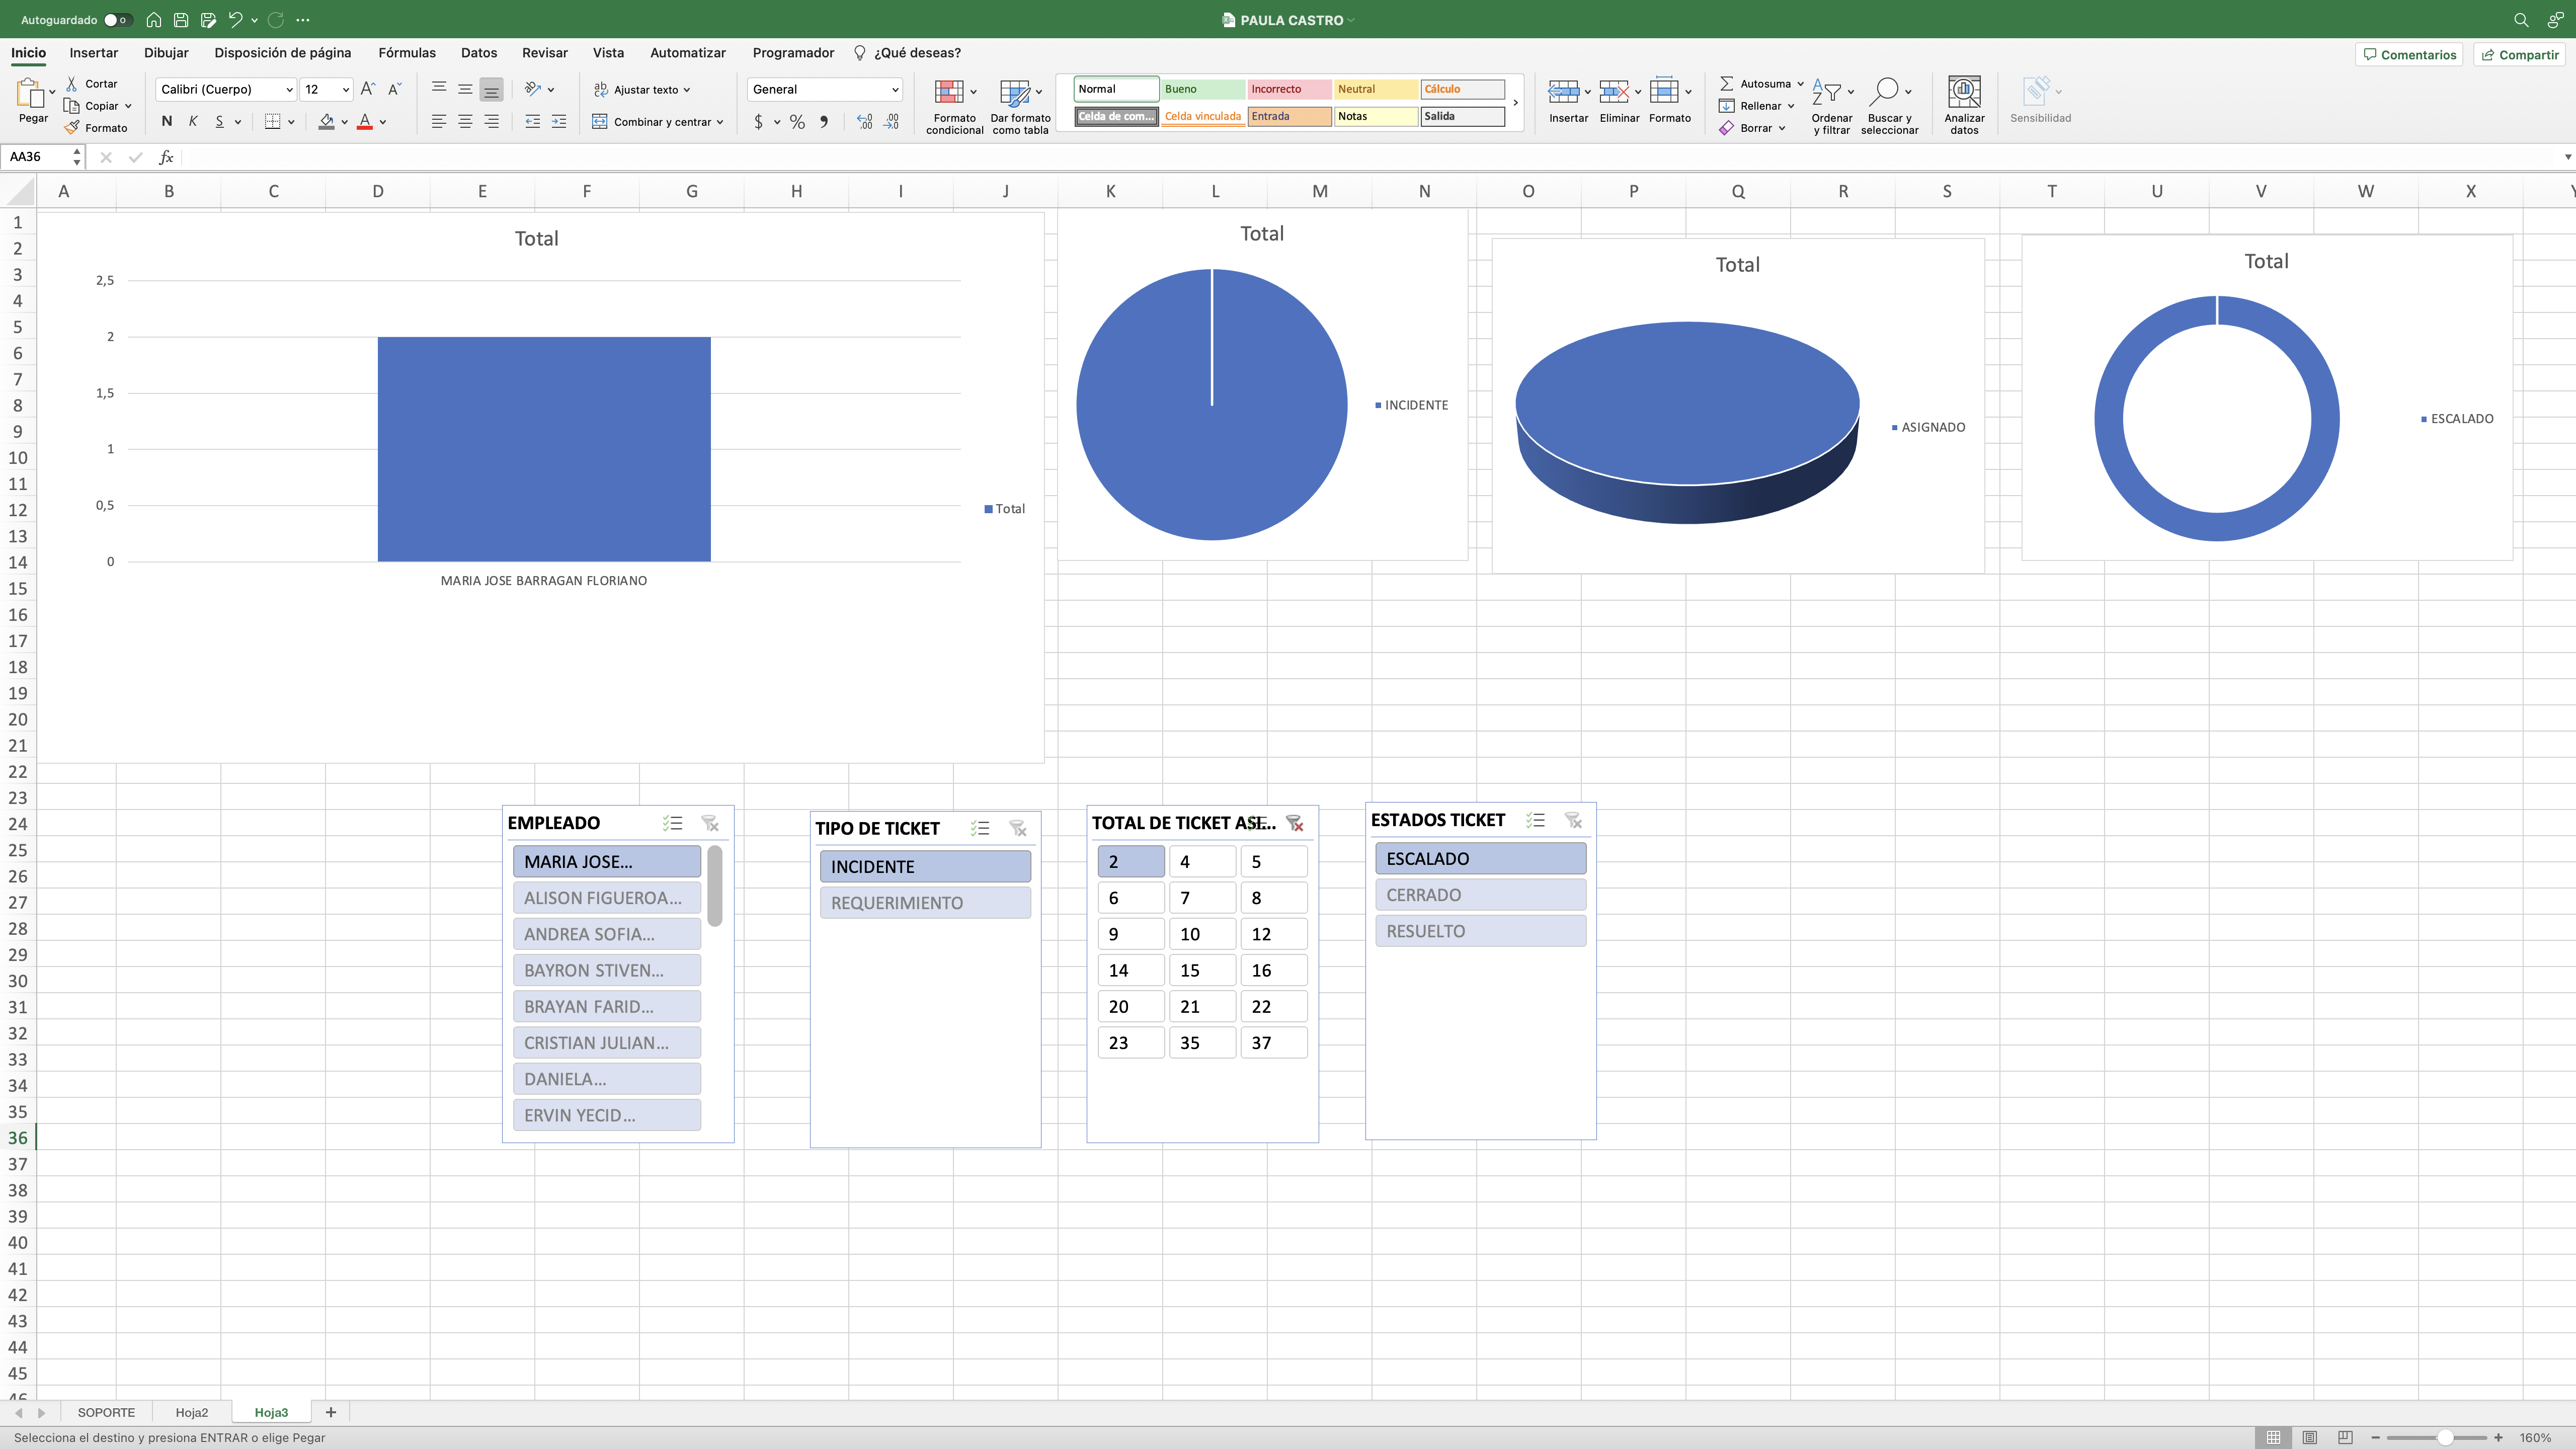 Autoguardado
PAULA CASTRO
Inicio Insertar Dibujar Disposición de página Fórmulas Datos Revisar Vista Automatizar Programador ¿Qué deseas? Comentarios Compartir
Pegar
Cortar
Copiar
Formato
Calibri (Cuerpo) 12
N K S
Ajustar texto
Combinar y centrar
General
Formato condicional
Dar formato como tabla
Normal Bueno Incorrecto Neutral Cálculo
Celda de com... Celda vinculada Entrada Notas Salida
Insertar Eliminar Formato
Autosuma
Rellenar
Borrar
Ordenar y filtrar
Buscar y seleccionar
Analizar datos
Sensibilidad
AA36 fx
A B C D E F G H I J K L M N O P Q R S T U V W X Y
1
2
3
4
5
6
7
8
9
10
11
12
13
14
15
16
17
18
19
20
21
22
23
24
25
26
27
28
29
30
31
32
33
34
35
36
37
38
39
40
41
42
43
44
45
46
Total
2,5
2
1,5
1
0,5
0
MARIA JOSE BARRAGAN FLORIANO
Total
Total
INCIDENTE
Total
ASIGNADO
Total
ESCALADO
EMPLEADO
MARIA JOSE...
ALISON FIGUEROA...
ANDREA SOFIA...
BAYRON STIVEN...
BRAYAN FARID...
CRISTIAN JULIAN...
DANIELA...
ERVIN YECID...
TIPO DE TICKET
INCIDENTE
REQUERIMIENTO
TOTAL DE TICKET ASI...
2 4 5
6 7 8
9 10 12
14 15 16
20 21 22
23 35 37
ESTADOS TICKET
ESCALADO
CERRADO
RESUELTO
SOPORTE Hoja2 Hoja3 +
Selecciona el destino y presiona ENTRAR o elige Pegar
160%